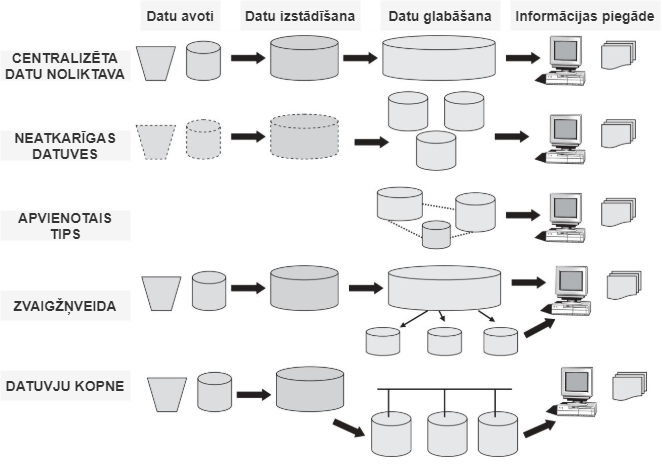 Datu avoti
Datu izstādīšana
Datu glabāšana
Informācijas piegāde
CENTRALIZĒTA
DATU NOLIKTAVA
NEATKARĪGAS
DATUVES
APVIENOTAIS
TIPS
ZVAIGŽŅVEIDA
DATUVJU KOPNE